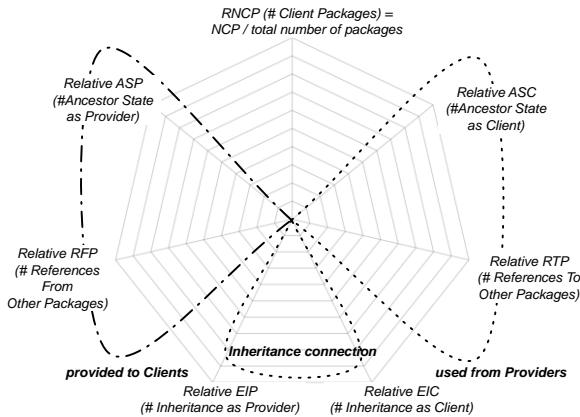 RNCP (# Client Packages) =
NCP / total number of packages
Relative ASP
(#Ancestor State
as Provider)
Relative ASC
(#Ancestor State
as Client)
Relative RFP
(# References
From
Other Packages)
Relative RTP
(# References To
Other Packages)
Inheritance connection
provided to Clients
used from Providers
Relative EIP
(# Inheritance as Provider)
Relative EIC
(# Inheritance as Client)